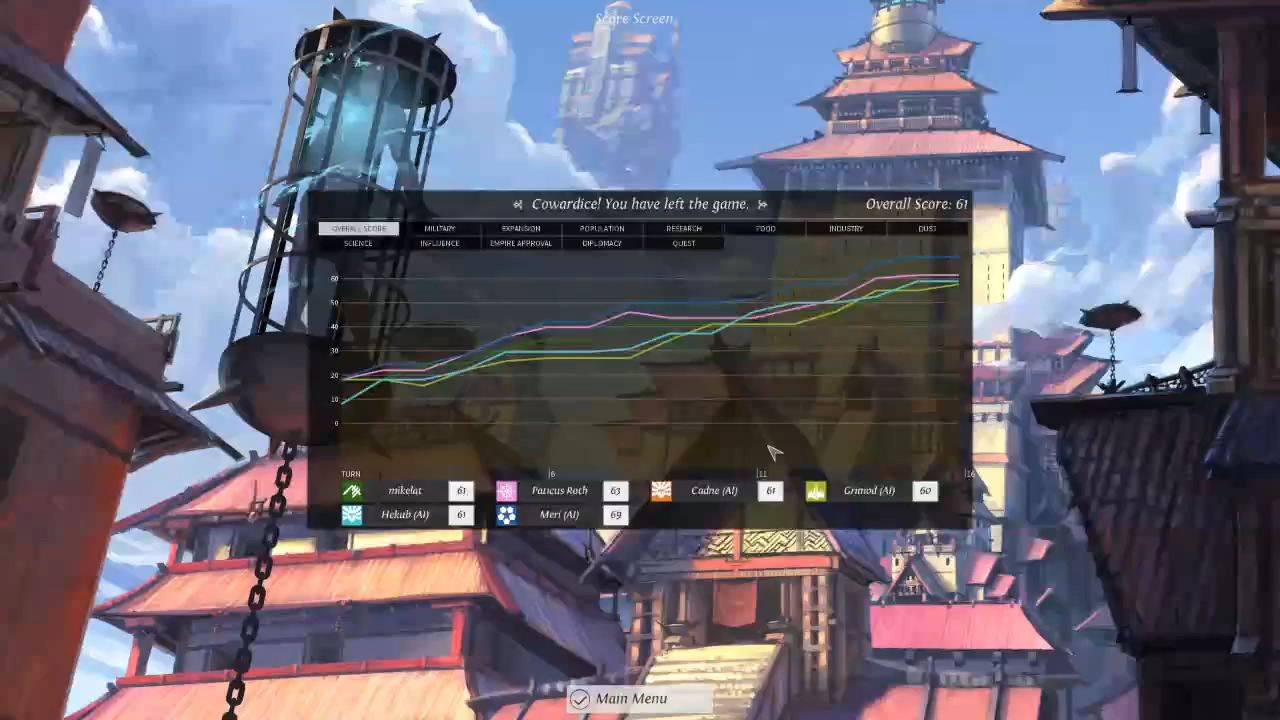 Score Screen
Cowardice! You have left the game.
Overall Score: 61
OVERALL SCORE MILITARY EXPANSION POPULATION RESEARCH FOOD INDUSTRY DUST
SCIENCE INFLUENCE EMPIRE APPROVAL DIPLOMACY QUEST
60
50
40
30
20
10
0
TURN 6 11 16
mikelat 61 Paucus Roth 63 Cadne (AI) 61 Grimod (AI) 60
Hekub (AI) 61 Meri (AI) 69
Main Menu